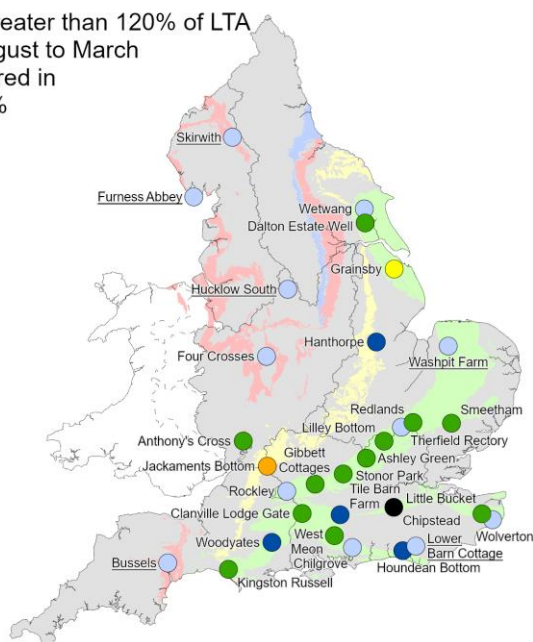 eater than 120% of LTA
gust to March
red in
%
Skirwith
Furness Abbey
Wetwang
Dalton Estate Well
Grainsby
Hucklow South
Hanthorpe
Four Crosses
Washpit Farm
Redlands
Smeetham
Lilley Bottom
Therfield Rectory
Anthony's Cross
Ashley Green
Gibbett
Cottages
Jackaments Bottom
Stonor Park
Rockley
Tile Barn
Farm
Little Bucket
Clanville Lodge Gate
Chipstead
Wolverton
West
Meon
Woodyates
Lower
Barn Cottage
Chilgrove
Bussels
Houndean Bottom
Kingston Russell